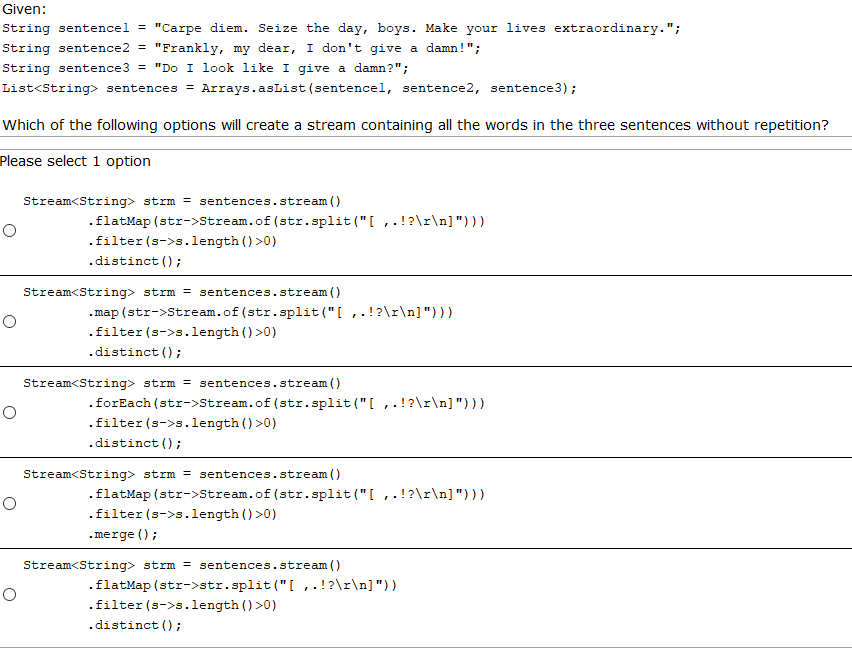 Given:
String sentence1 = "Carpe diem. Seize the day, boys. Make your lives extraordinary.";
String sentence2 = "Frankly, my dear, I don't give a damn!";
String sentence3 = "Do I look like I give a damn?";
List<String> sentences = Arrays.asList(sentence1, sentence2, sentence3);
Which of the following options will create a stream containing all the words in the three sentences without repetition?
Please select 1 option
Stream<String> strm = sentences.stream()
.flatMap(str->Stream.of(str.split("[ ,.!?\r\n]")))
.filter(s->s.length()>0)
.distinct();
Stream<String> strm = sentences.stream()
.map(str->Stream.of(str.split("[ ,.!?\r\n]")))
.filter(s->s.length()>0)
.distinct();
Stream<String> strm = sentences.stream()
.forEach(str->Stream.of(str.split("[ ,.!?\r\n]")))
.filter(s->s.length()>0)
.distinct();
Stream<String> strm = sentences.stream()
.flatMap(str->Stream.of(str.split("[ ,.!?\r\n]")))
.filter(s->s.length()>0)
.merge();
Stream<String> strm = sentences.stream()
.flatMap(str->str.split("[ ,.!?\r\n]"))
.filter(s->s.length()>0)
.distinct();